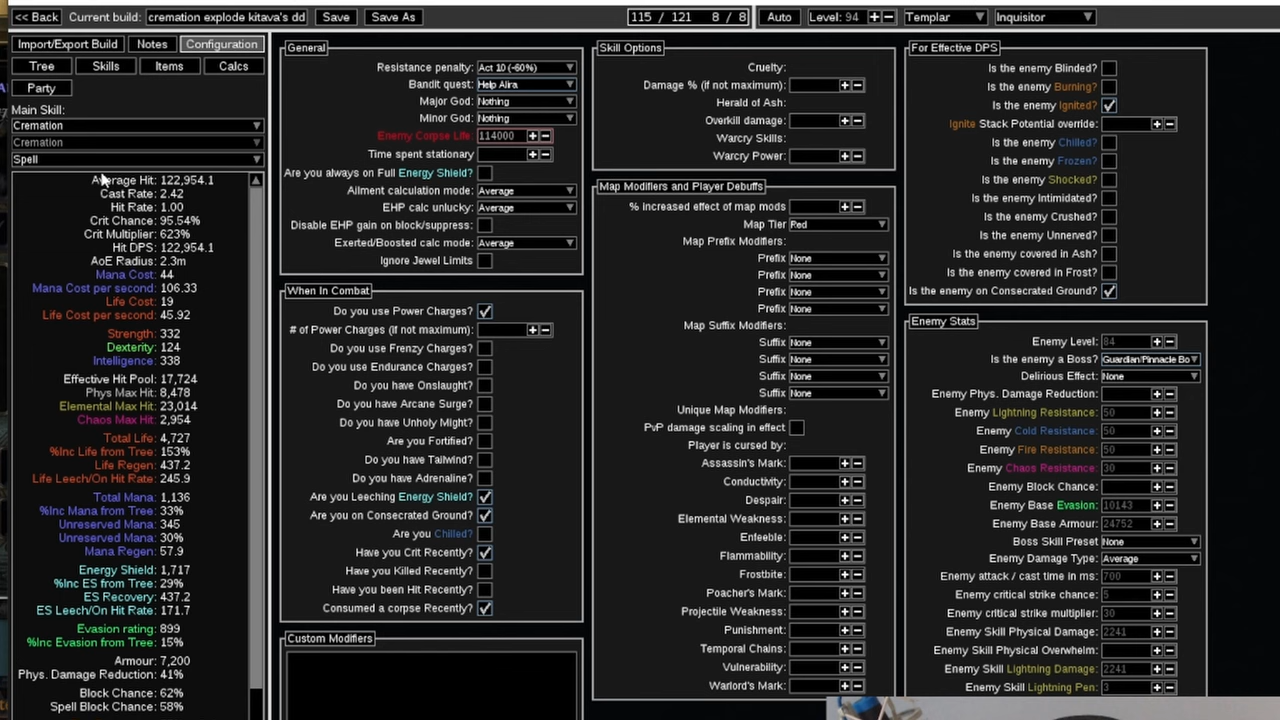 << Back
Current build:
cremation explode kitava's dd
Save
Save As
115 / 121 8 / 8
Auto
Level: 94
Templar
Inquisitor
Import/Export Build
Notes
Configuration
Tree
Skills
Items
Calcs
Party
Main Skill:
Cremation
Cremation
Spell
Average Hit: 122,954.1
Cast Rate: 2.42
Hit Rate: 1.00
Crit Chance: 95.54%
Crit Multiplier: 623%
Hit DPS: 122,954.1
AoE Radius: 2.3m
Mana Cost: 44
Mana Cost per second: 106.33
Life Cost: 19
Life Cost per second: 45.92
Strength: 332
Dexterity: 124
Intelligence: 338
Effective Hit Pool: 17,724
Phys Max Hit: 8,478
Elemental Max Hit: 23,014
Chaos Max Hit: 2,954
Total Life: 4,727
%Inc Life from Tree: 153%
Life Regen: 437.2
Life Leech/On Hit Rate: 245.9
Total Mana: 1,136
%Inc Mana from Tree: 33%
Unreserved Mana: 345
Unreserved Mana: 30%
Mana Regen: 57.9
Energy Shield: 1,717
%Inc ES from Tree: 29%
ES Recovery: 437.2
ES Leech/On Hit Rate: 171.7
Evasion rating: 899
%Inc Evasion from Tree: 15%
Armour: 7,200
Phys. Damage Reduction: 41%
Block Chance: 62%
Spell Block Chance: 58%
General
Resistance penalty: Act 10 (-60%)
Bandit quest: Help Alira
Major God: Nothing
Minor God: Nothing
Enemy Corpse Life: 114000
Time spent stationary
Are you always on Full Energy Shield?
Ailment calculation mode: Average
EHP calc unlucky: Average
Disable EHP gain on block/suppress:
Exerted/Boosted calc mode: Average
Ignore Jewel Limits
When In Combat
Do you use Power Charges?
# of Power Charges (if not maximum):
Do you use Frenzy Charges?
Do you use Endurance Charges?
Do you have Onslaught?
Do you have Arcane Surge?
Do you have Unholy Might?
Are you Fortified?
Do you have Tailwind?
Do you have Adrenaline?
Are you Leeching Energy Shield?
Are you on Consecrated Ground?
Are you Chilled?
Have you Crit Recently?
Have you killed Recently?
Have you been Hit Recently?
Consumed a corpse Recently?
Custom Modifiers
Skill Options
Cruelty:
Damage % (if not maximum):
Herald of Ash:
Overkill damage:
Warcry Skills:
Warcry Power:
Map Modifiers and Player Debuffs
% increased effect of map mods
Map Tier Red
Map Prefix Modifiers:
Prefix None
Prefix None
Prefix None
Prefix None
Map Suffix Modifiers:
Suffix None
Suffix None
Suffix None
Suffix None
Unique Map Modifiers:
PvP damage scaling in effect
Player is cursed by:
Assassin's Mark:
Conductivity:
Despair:
Elemental Weakness:
Enfeeble:
Flammability:
Frostbite:
Poacher's Mark:
Projectile Weakness:
Punishment:
Temporal Chains:
Vulnerability:
Warlord's Mark:
For Effective DPS
Is the enemy Blinded?
Is the enemy Burning?
Is the enemy Ignited?
Ignite Stack Potential override:
Is the enemy Chilled?
Is the enemy Frozen?
Is the enemy Shocked?
Is the enemy Intimidated?
Is the enemy Crushed?
Is the enemy Unnerved?
Is the enemy covered in Ash?
Is the enemy covered in Frost?
Is the enemy on Consecrated Ground?
Enemy Stats
Enemy Level: 84
Is the enemy a Boss? Guardian/Pinnacle Bo
Delirious Effect: None
Enemy Phys. Damage Reduction:
Enemy Lightning Resistance: 50
Enemy Cold Resistance: 50
Enemy Fire Resistance: 50
Enemy Chaos Resistance: 30
Enemy Block Chance:
Enemy Base Evasion: 10143
Enemy Base Armour: 24752
Boss Skill Preset None
Enemy Damage Type: Average
Enemy attack / cast time in ms: 700
Enemy critical strike chance: 5
Enemy critical strike multiplier: 30
Enemy Skill Physical Damage: 2241
Enemy Skill Physical Overwhelm:
Enemy Skill Lightning Damage: 2241
Enemy Skill Lightning Pen: 3